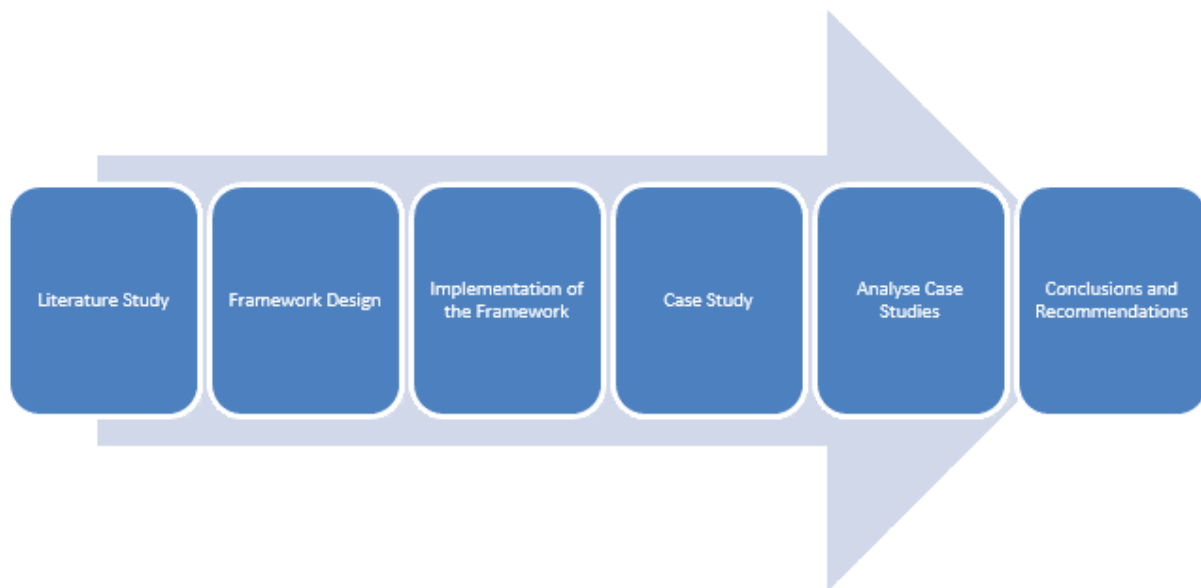 Literature Study
Framework Design
Implementation of
the Framework
Case Study
Analyse Case
Studies
Conclusions and
Recommendations